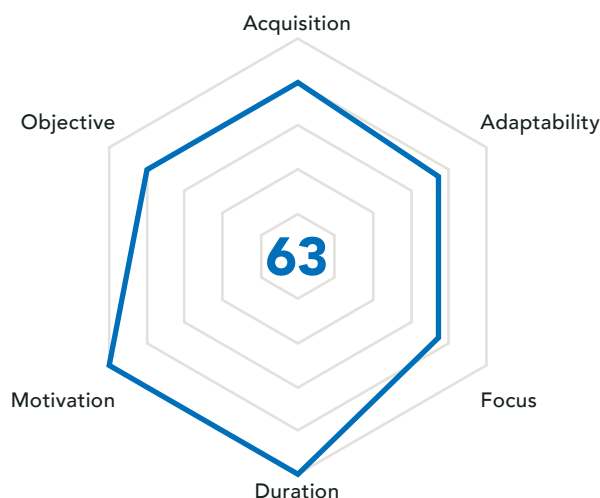 Acquisition
Objective
Adaptability
63
Motivation
Focus
Duration